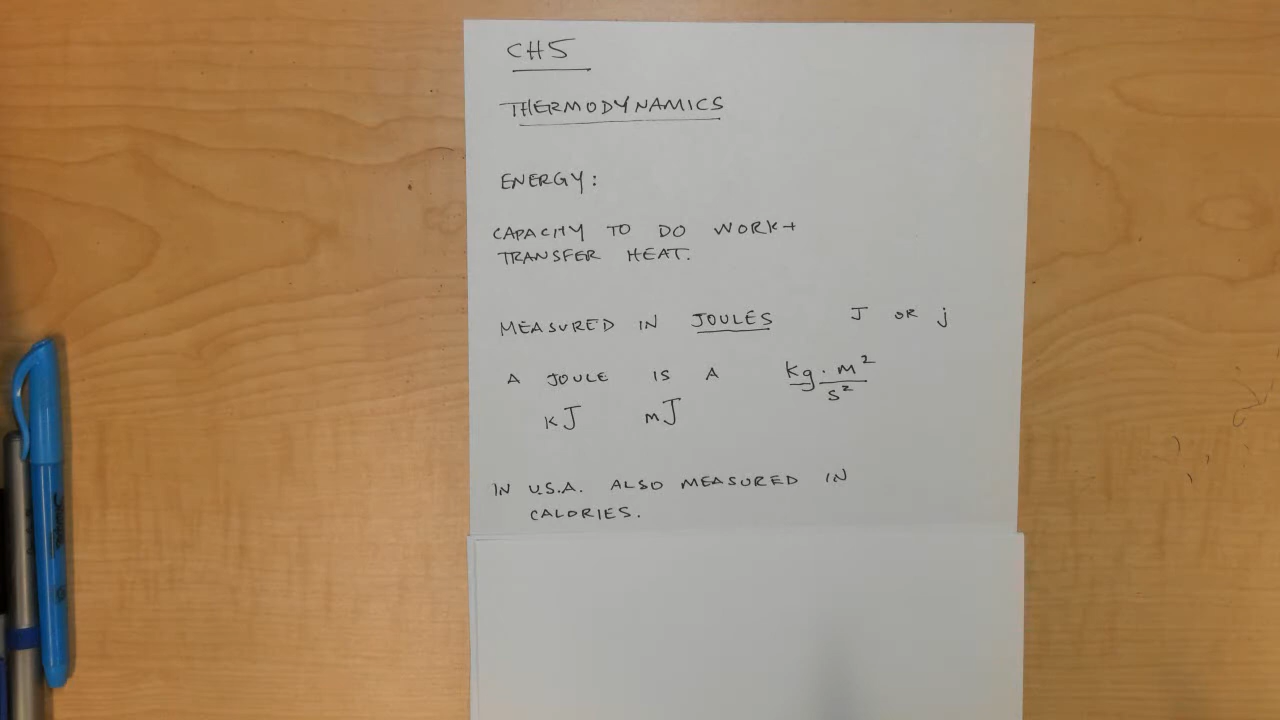 CH5
THERMODYNAMICS
ENERGY:
CAPACITY TO DO WORK +
TRANSFER HEAT.
MEASURED IN JOULES J OR j
A JOULE IS A kg·m²/s²
kJ mJ
IN U.S.A. ALSO MEASURED IN
CALORIES.